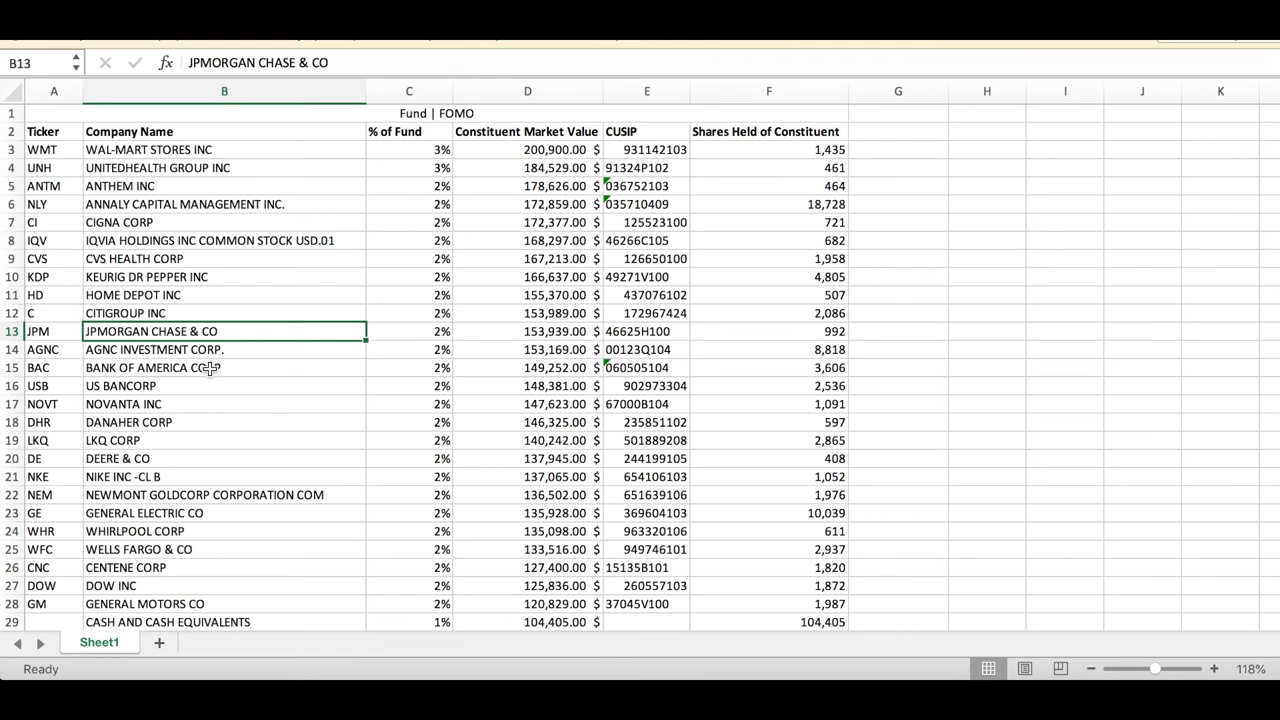 B13 fx JPMORGAN CHASE & CO
A B C D E F G H I J K
1 Fund | FOMO
2 Ticker Company Name % of Fund Constituent Market Value CUSIP Shares Held of Constituent
3 WMT WAL-MART STORES INC 3% 200,900.00 $ 931142103 1,435
4 UNH UNITEDHEALTH GROUP INC 3% 184,529.00 $ 91324P102 461
5 ANTM ANTHEM INC 2% 178,626.00 $ 036752103 464
6 NLY ANNALY CAPITAL MANAGEMENT INC. 2% 172,859.00 $ 035710409 18,728
7 CI CIGNA CORP 2% 172,377.00 $ 125523100 721
8 IQV IQVIA HOLDINGS INC COMMON STOCK USD.01 2% 168,297.00 $ 46266C105 682
9 CVS CVS HEALTH CORP 2% 167,213.00 $ 126650100 1,958
10 KDP KEURIG DR PEPPER INC 2% 166,637.00 $ 49271V100 4,805
11 HD HOME DEPOT INC 2% 155,370.00 $ 437076102 507
12 C CITIGROUP INC 2% 153,989.00 $ 172967424 2,086
13 JPM JPMORGAN CHASE & CO 2% 153,939.00 $ 46625H100 992
14 AGNC AGNC INVESTMENT CORP. 2% 153,169.00 $ 00123Q104 8,818
15 BAC BANK OF AMERICA CORP 2% 149,252.00 $ 060505104 3,606
16 USB US BANCORP 2% 148,381.00 $ 902973304 2,536
17 NOVT NOVANTA INC 2% 147,623.00 $ 67000B104 1,091
18 DHR DANAHER CORP 2% 146,325.00 $ 235851102 597
19 LKQ LKQ CORP 2% 140,242.00 $ 501889208 2,865
20 DE DEERE & CO 2% 137,945.00 $ 244199105 408
21 NKE NIKE INC -CL B 2% 137,065.00 $ 654106103 1,052
22 NEM NEWMONT GOLDCORP CORPORATION COM 2% 136,502.00 $ 651639106 1,976
23 GE GENERAL ELECTRIC CO 2% 135,928.00 $ 369604103 10,039
24 WHR WHIRLPOOL CORP 2% 135,098.00 $ 963320106 611
25 WFC WELLS FARGO & CO 2% 133,516.00 $ 949746101 2,937
26 CNC CENTENE CORP 2% 127,400.00 $ 15135B101 1,820
27 DOW DOW INC 2% 125,836.00 $ 260557103 1,872
28 GM GENERAL MOTORS CO 2% 120,829.00 $ 37045V100 1,987
29 CASH AND CASH EQUIVALENTS 1% 104,405.00 $ 104,405
Sheet1
Ready 118%